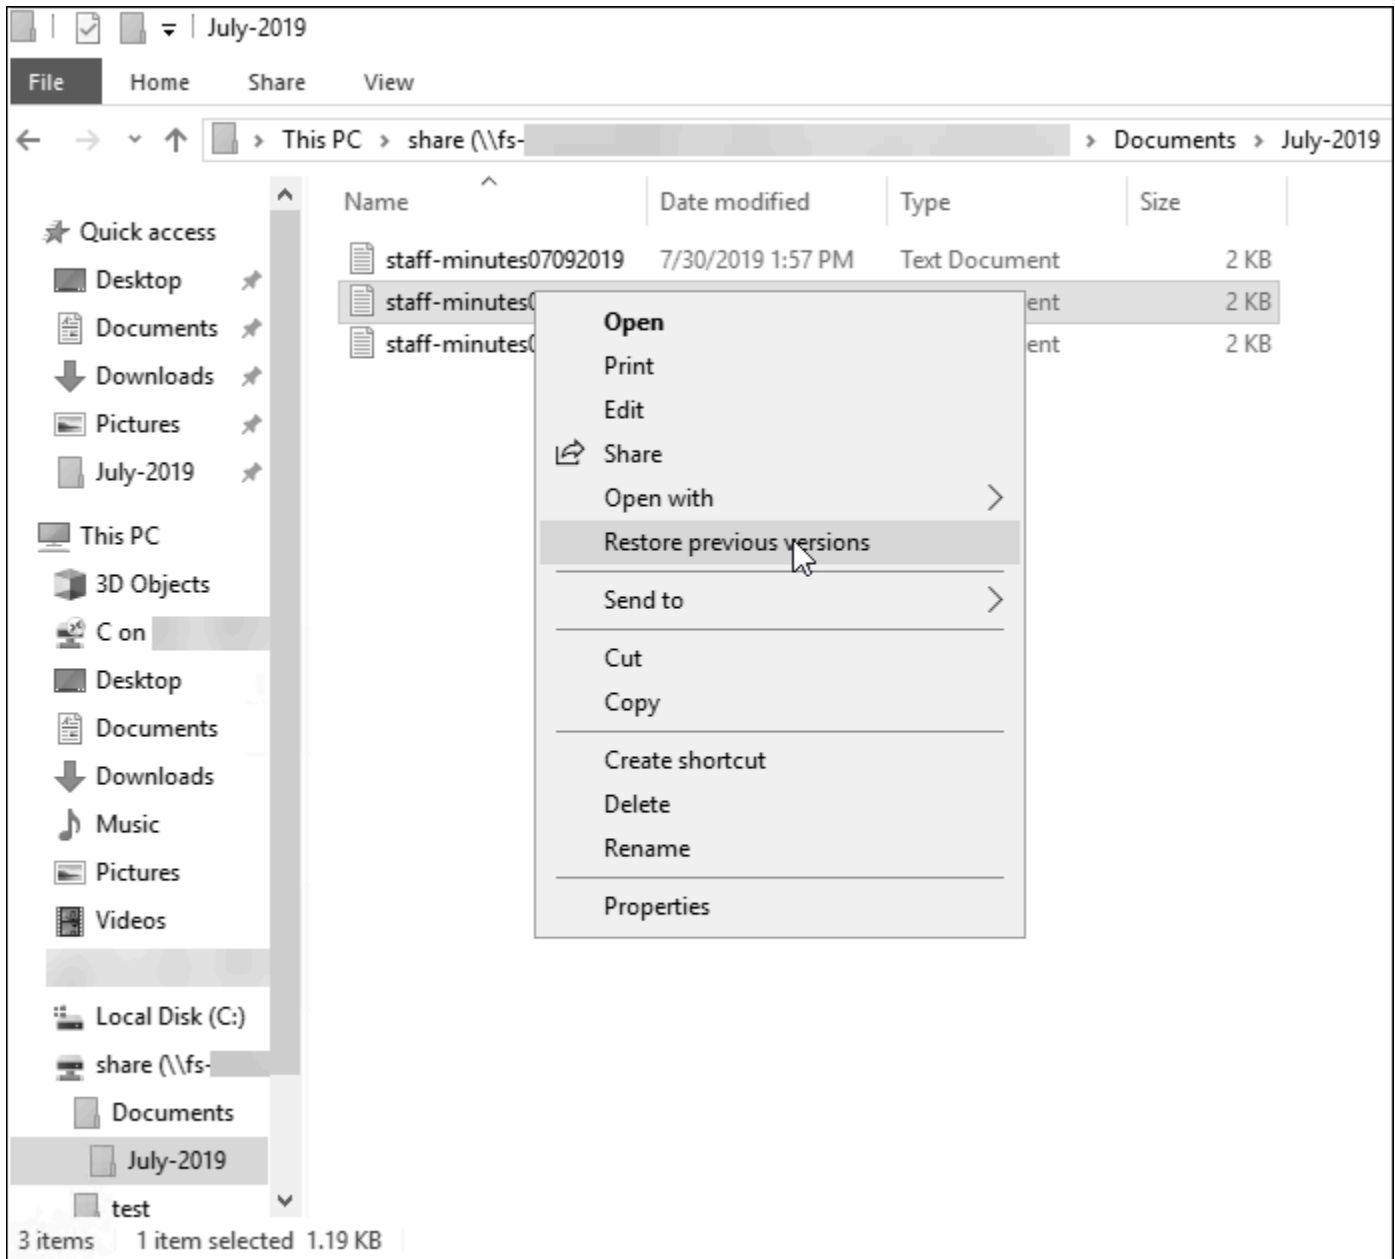 July-2019
File Home Share View
This PC > share (\\fs- > Documents > July-2019
Name Date modified Type Size
Quick access
Desktop
Documents
Downloads
Pictures
July-2019
This PC
3D Objects
C on
Desktop
Documents
Downloads
Music
Pictures
Videos
Local Disk (C:)
share (\\fs-
Documents
July-2019
test
staff-minutes07092019 7/30/2019 1:57 PM Text Document 2 KB
staff-minutes0 ent 2 KB
staff-minutes0 ent 2 KB
Open
Print
Edit
Share
Open with
Restore previous versions
Send to
Cut
Copy
Create shortcut
Delete
Rename
Properties
3 items 1 item selected 1.19 KB